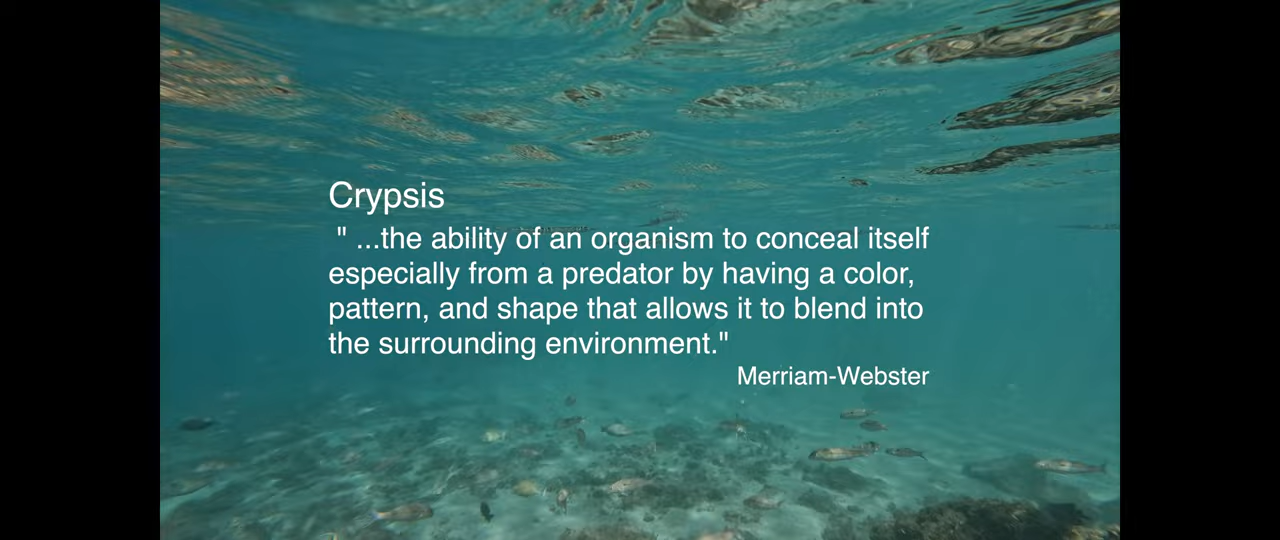 Crypsis
" ...the ability of an organism to conceal itself
especially from a predator by having a color,
pattern, and shape that allows it to blend into
the surrounding environment."
Merriam-Webster